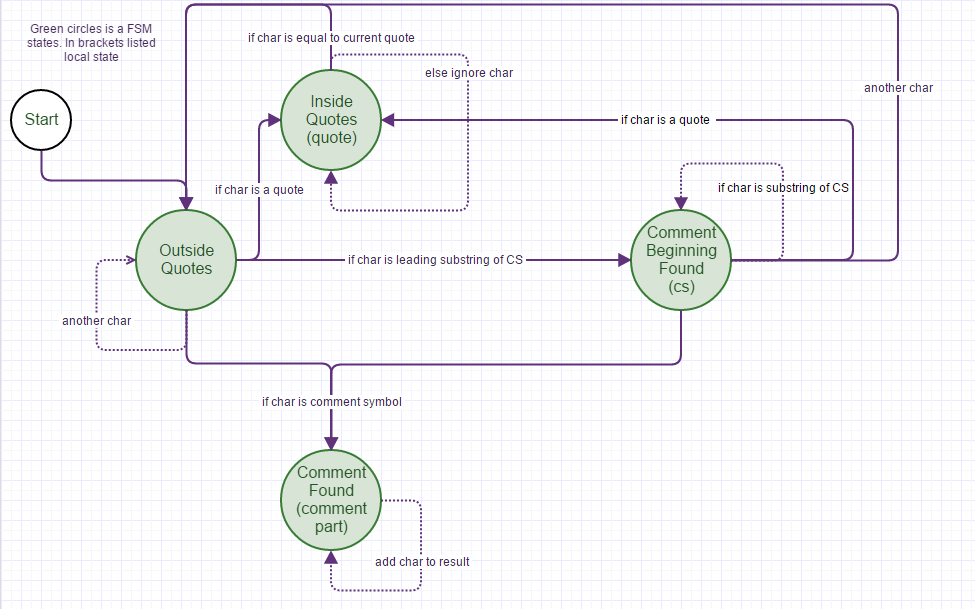 Green circles is a FSM
states. In brackets listed
local state
if char is equal to current quote
else ignore char
another char
Start
Inside
Quotes
(quote)
if char is a quote
if char is a quote
if char is substring of CS
Outside
Quotes
if char is leading substring of CS
Comment
Beginning
Found
(cs)
another char
if char is comment symbol
Comment
Found
(comment
part)
add char to result